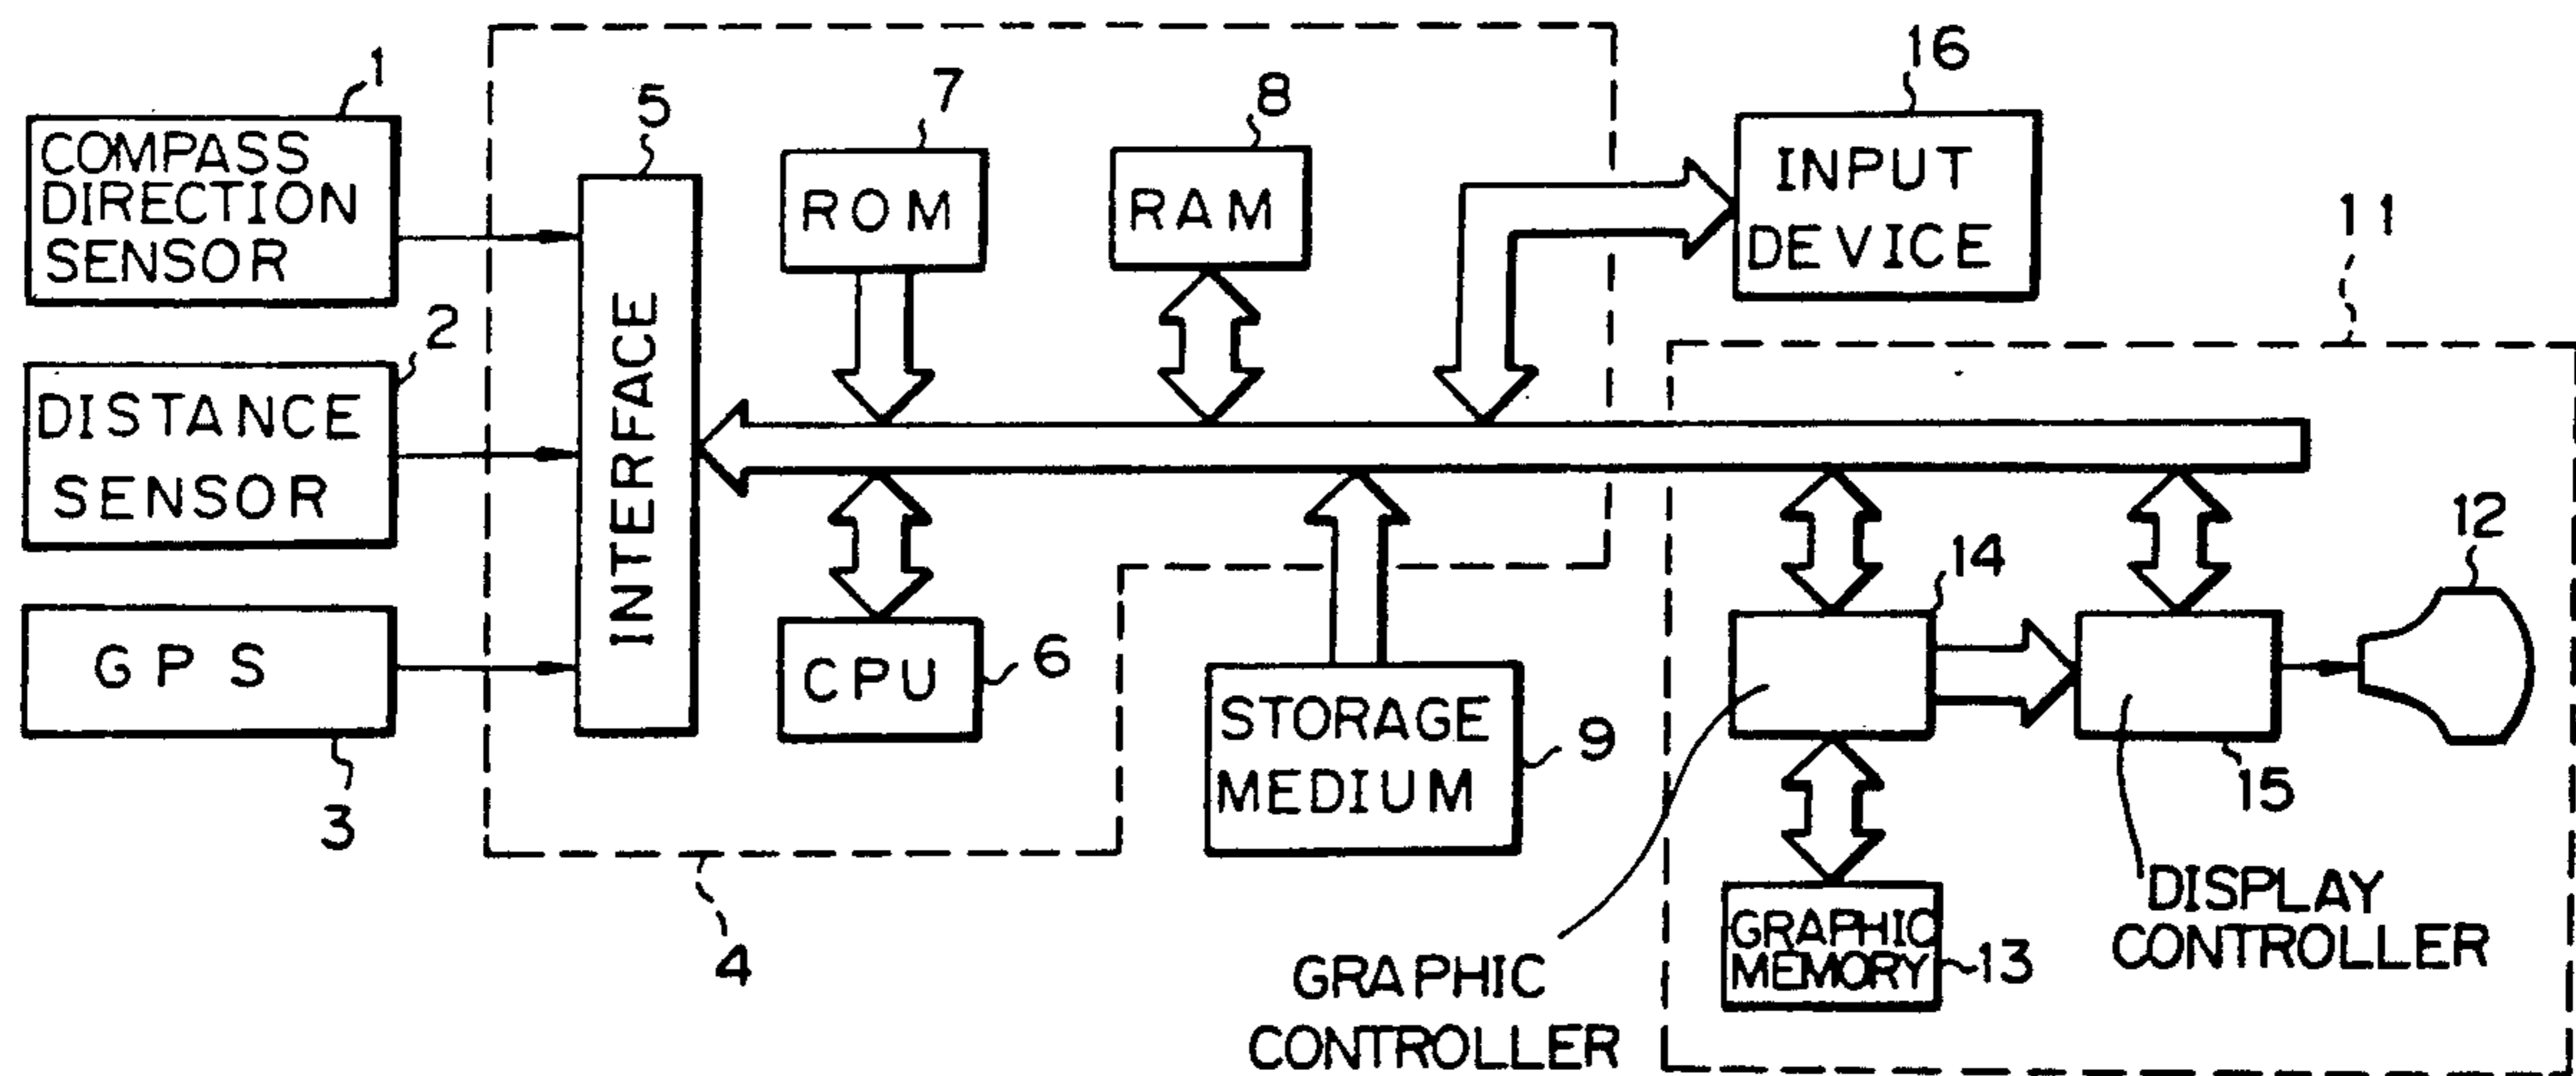 1
COMPASS
DIRECTION
SENSOR
2
DISTANCE
SENSOR
GPS
3
4
5
INTERFACE
7
ROM
8
RAM
CPU
6
STORAGE
MEDIUM
9
16
INPUT
DEVICE
11
12
14
15
GRAPHIC
MEMORY
13
GRAPHIC
CONTROLLER
DISPLAY
CONTROLLER